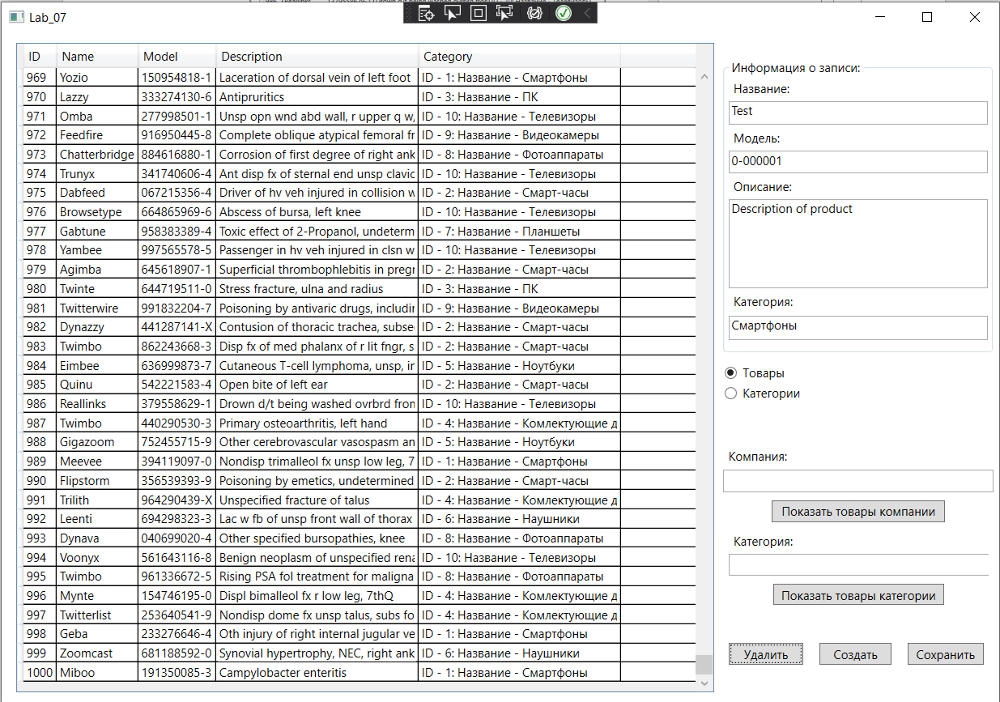 Lab_07
ID Name Model Description Category
969 Yozio 150954818-1 Laceration of dorsal vein of left foot ID - 1: Название - Смартфоны
970 Lazzy 333274130-6 Antipruritics ID - 3: Название - ПК
971 Omba 277998501-1 Unsp opn wnd abd wall, r upper q w, ID - 10: Название - Телевизоры
972 Feedfire 916950445-8 Complete oblique atypical femoral fr ID - 9: Название - Видеокамеры
973 Chatterbridge 884616880-1 Corrosion of first degree of right ank ID - 8: Название - Фотоаппараты
974 Trunyx 341740606-4 Ant disp fx of sternal end unsp clavic ID - 10: Название - Телевизоры
975 Dabfeed 067215356-4 Driver of hv veh injured in collision w ID - 2: Название - Смарт-часы
976 Browsetype 664865969-6 Abscess of bursa, left knee ID - 10: Название - Телевизоры
977 Gabtune 958383389-4 Toxic effect of 2-Propanol, undeterm ID - 7: Название - Планшеты
978 Yambee 997565578-5 Passenger in hv veh injured in clsn w ID - 10: Название - Телевизоры
979 Agimba 645618907-1 Superficial thrombophlebitis in pregr ID - 2: Название - Смарт-часы
980 Twinte 644719511-0 Stress fracture, ulna and radius ID - 3: Название - ПК
981 Twitterwire 991832204-7 Poisoning by antivaric drugs, includir ID - 9: Название - Видеокамеры
982 Dynazzy 441287141-X Contusion of thoracic trachea, subse ID - 2: Название - Смарт-часы
983 Twimbo 862243668-3 Disp fx of med phalanx of r lit fngr, s ID - 2: Название - Смарт-часы
984 Eimbee 636999873-7 Cutaneous T-cell lymphoma, unsp, ir ID - 5: Название - Ноутбуки
985 Quinu 542221583-4 Open bite of left ear ID - 2: Название - Смарт-часы
986 Reallinks 379558629-1 Drown d/t being washed ovrbrd fron ID - 10: Название - Телевизоры
987 Twimbo 440290530-3 Primary osteoarthritis, left hand ID - 4: Название - Комлектующие д
988 Gigazoom 752455715-9 Other cerebrovascular vasospasm an ID - 5: Название - Ноутбуки
989 Meevee 394119097-0 Nondisp trimalleol fx unsp low leg, 7 ID - 1: Название - Смартфоны
990 Flipstorm 356539393-9 Poisoning by emetics, undetermined ID - 2: Название - Смарт-часы
991 Trilith 964290439-X Unspecified fracture of talus ID - 4: Название - Комлектующие д
992 Leenti 694298323-3 Lac w fb of unsp front wall of thorax ID - 6: Название - Наушники
993 Dynava 040699020-4 Other specified bursopathies, knee ID - 8: Название - Фотоаппараты
994 Voonyx 561643116-8 Benign neoplasm of unspecified rena ID - 10: Название - Телевизоры
995 Twimbo 961336672-5 Rising PSA fol treatment for maligna ID - 8: Название - Фотоаппараты
996 Mynte 154746195-0 Displ bimalleol fx r low leg, 7thQ ID - 4: Название - Комлектующие д
997 Twitterlist 253640541-9 Nondisp dome fx unsp talus, subs fo ID - 4: Название - Комлектующие д
998 Geba 233276646-4 Oth injury of right internal jugular ve ID - 1: Название - Смартфоны
999 Zoomcast 681188592-0 Synovial hypertrophy, NEC, right ank ID - 6: Название - Наушники
1000 Miboo 191350085-3 Campylobacter enteritis ID - 1: Название - Смартфоны
Информация о записи:
Название:
Test
Модель:
0-000001
Описание:
Description of product
Категория:
Смартфоны
Товары
Категории
Компания:
Показать товары компании
Категория:
Показать товары категории
Удалить Создать Сохранить